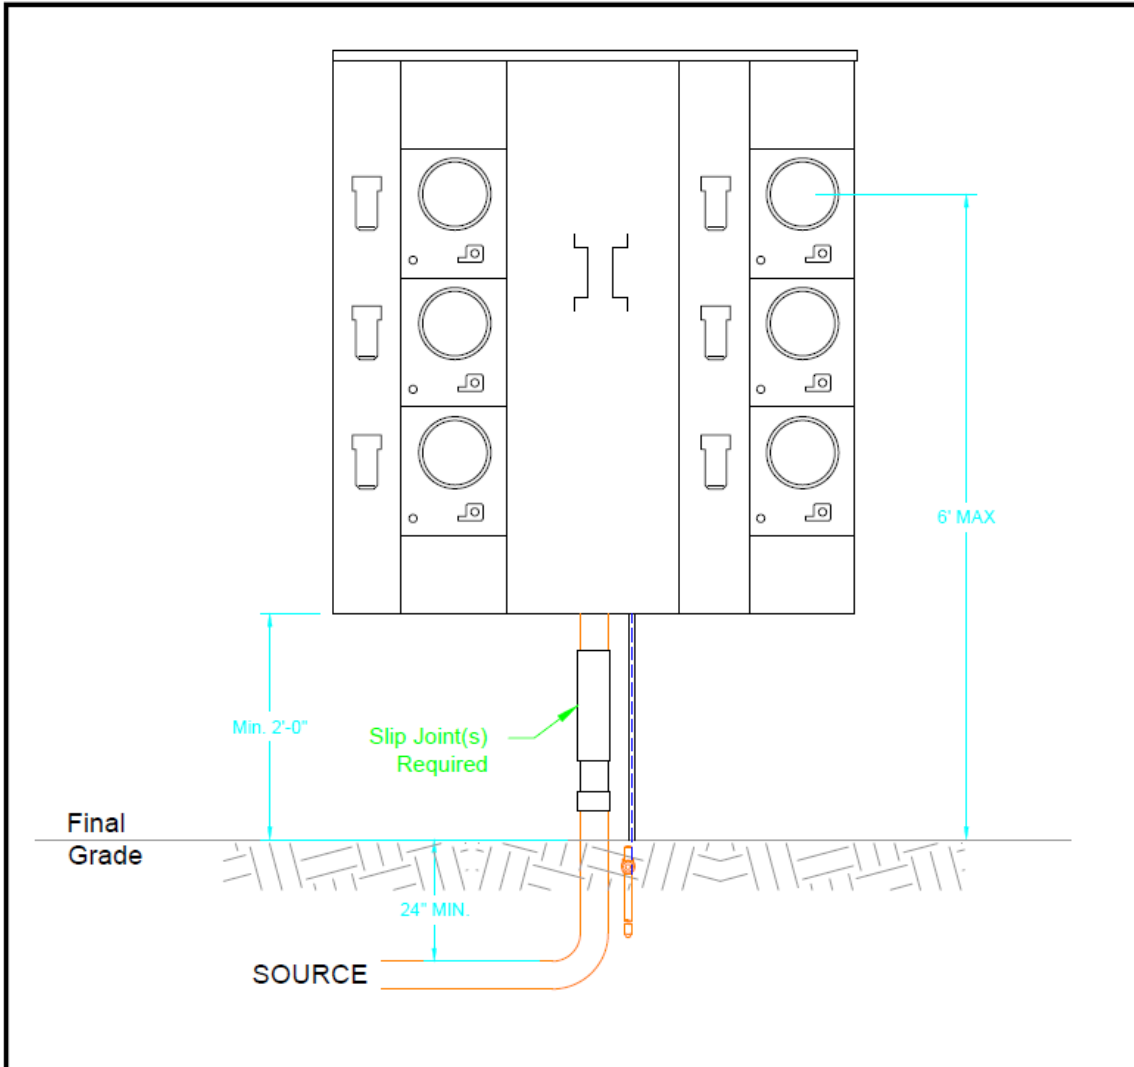 6' MAX
Min. 2'-0"
Slip Joint(s)
Required
Final
Grade
24" MIN.
SOURCE